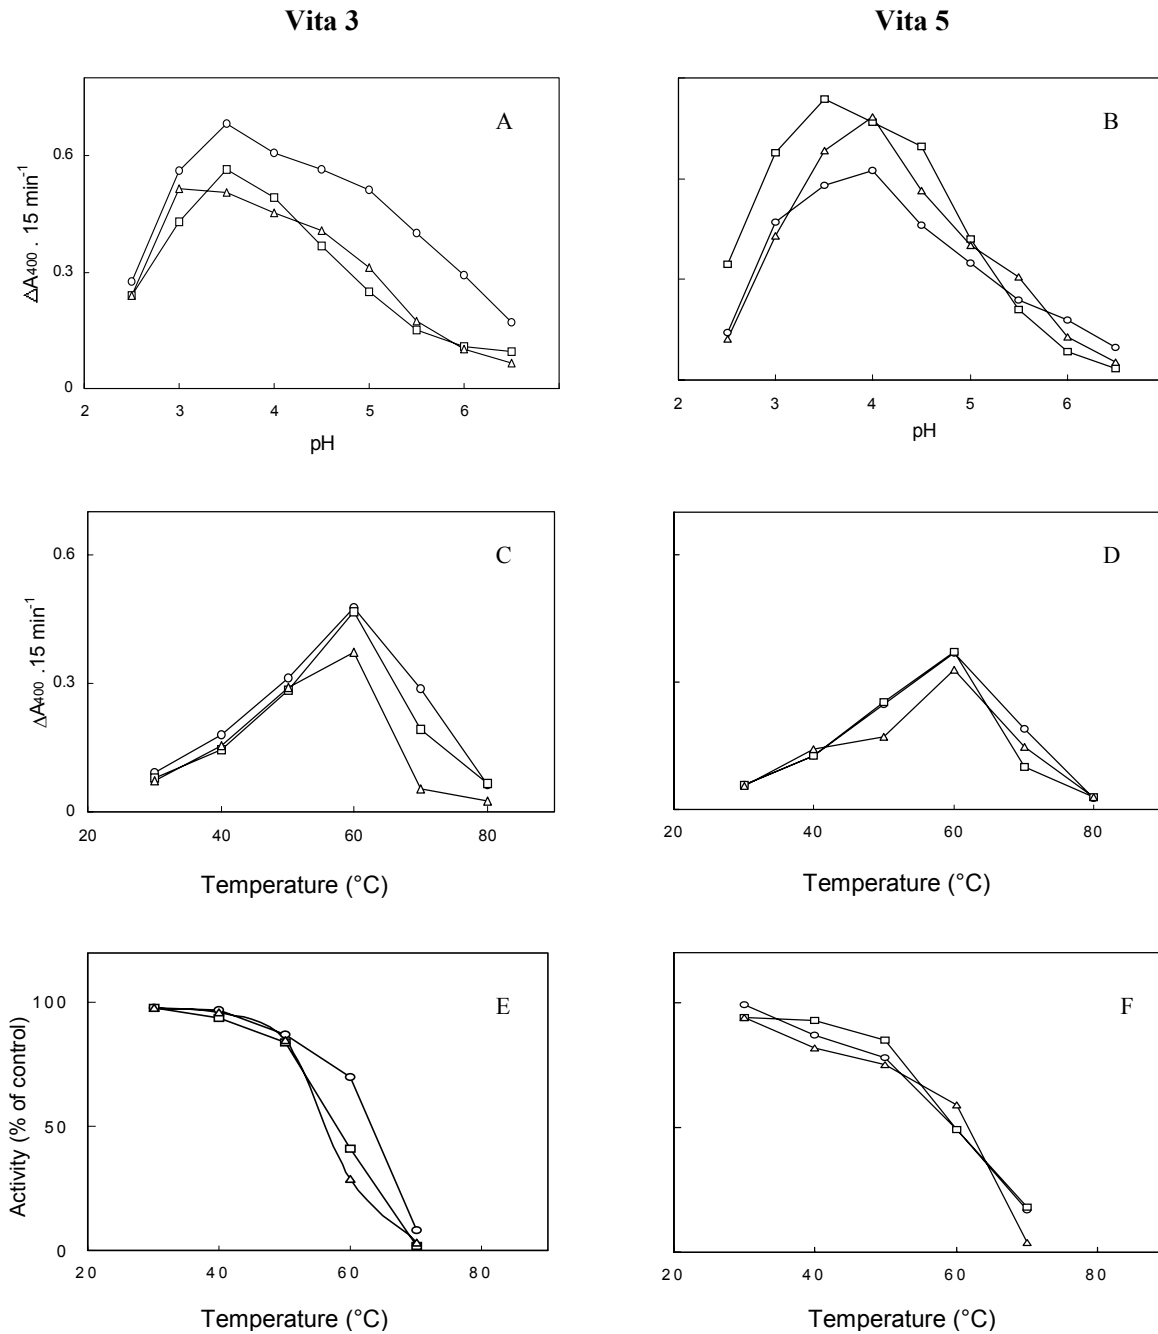 Vita 3
Vita 5
A
0.6
0.3
0
ΔA400 . 15 min-1
2 3 4 5 6
pH
B
2 3 4 5 6
pH
C
0.6
0.3
0
ΔA400 .15 min-1
20 40 60 80
Temperature (°C)
D
20 40 60 80
Temperature (°C)
E
100
50
0
Activity (% of control)
20 40 60 80
Temperature (°C)
F
20 40 60 80
Temperature (°C)